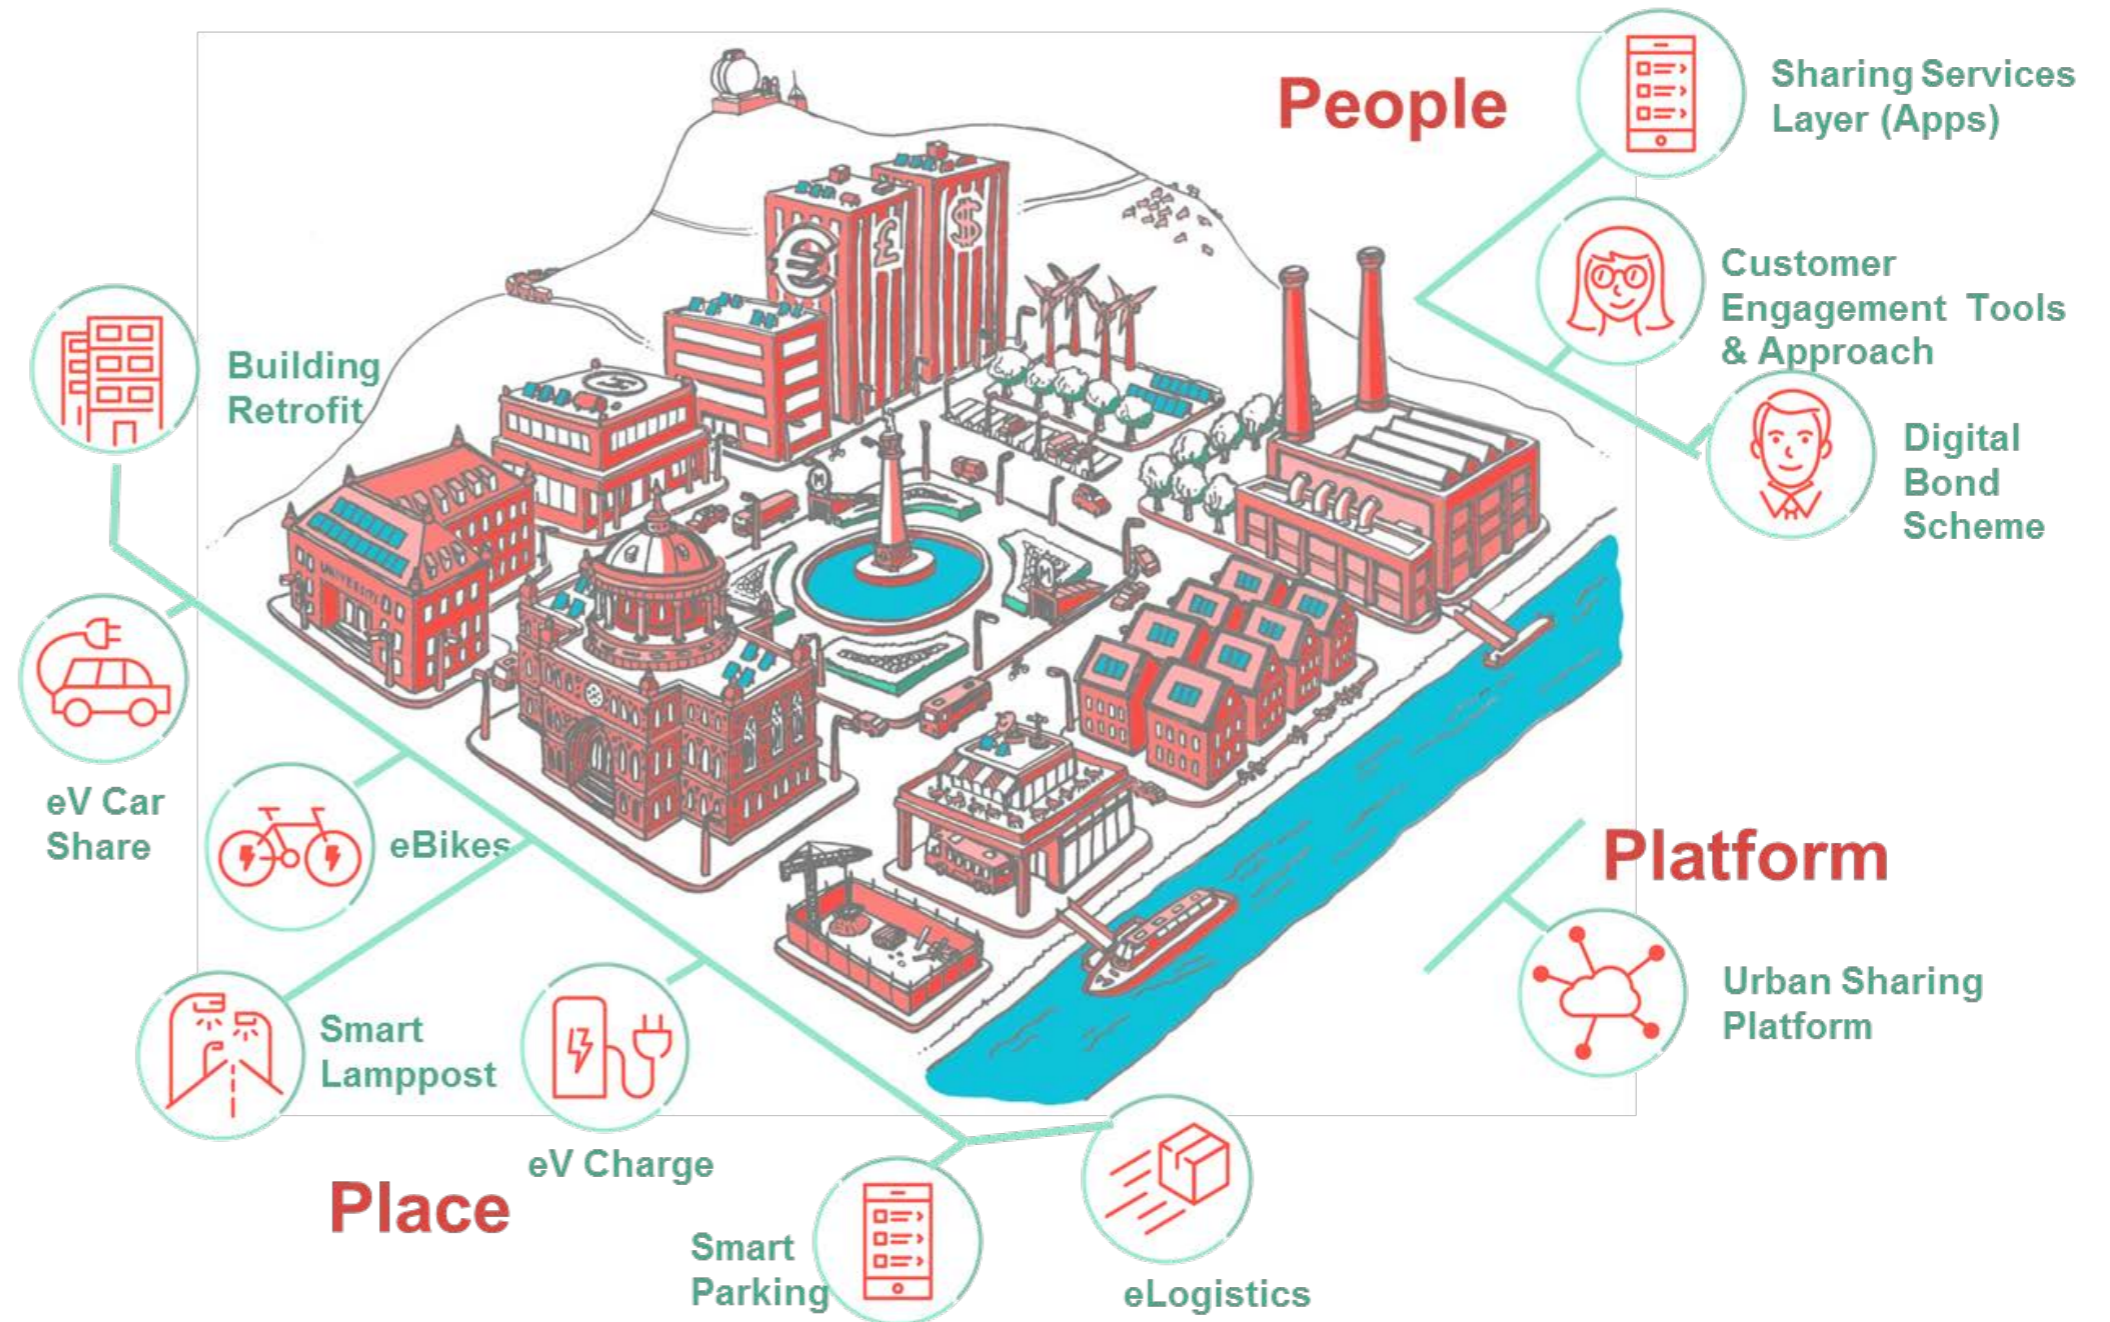 People
Sharing Services
Layer (Apps)
Customer
Engagement Tools
& Approach
Digital
Bond
Scheme
Building
Retrofit
€
£
$
H
UNIVERSITY
M
M
eV Car
Share
eBikes
Smart
Lamppost
eV Charge
Place
Smart
Parking
eLogistics
Platform
Urban Sharing
Platform